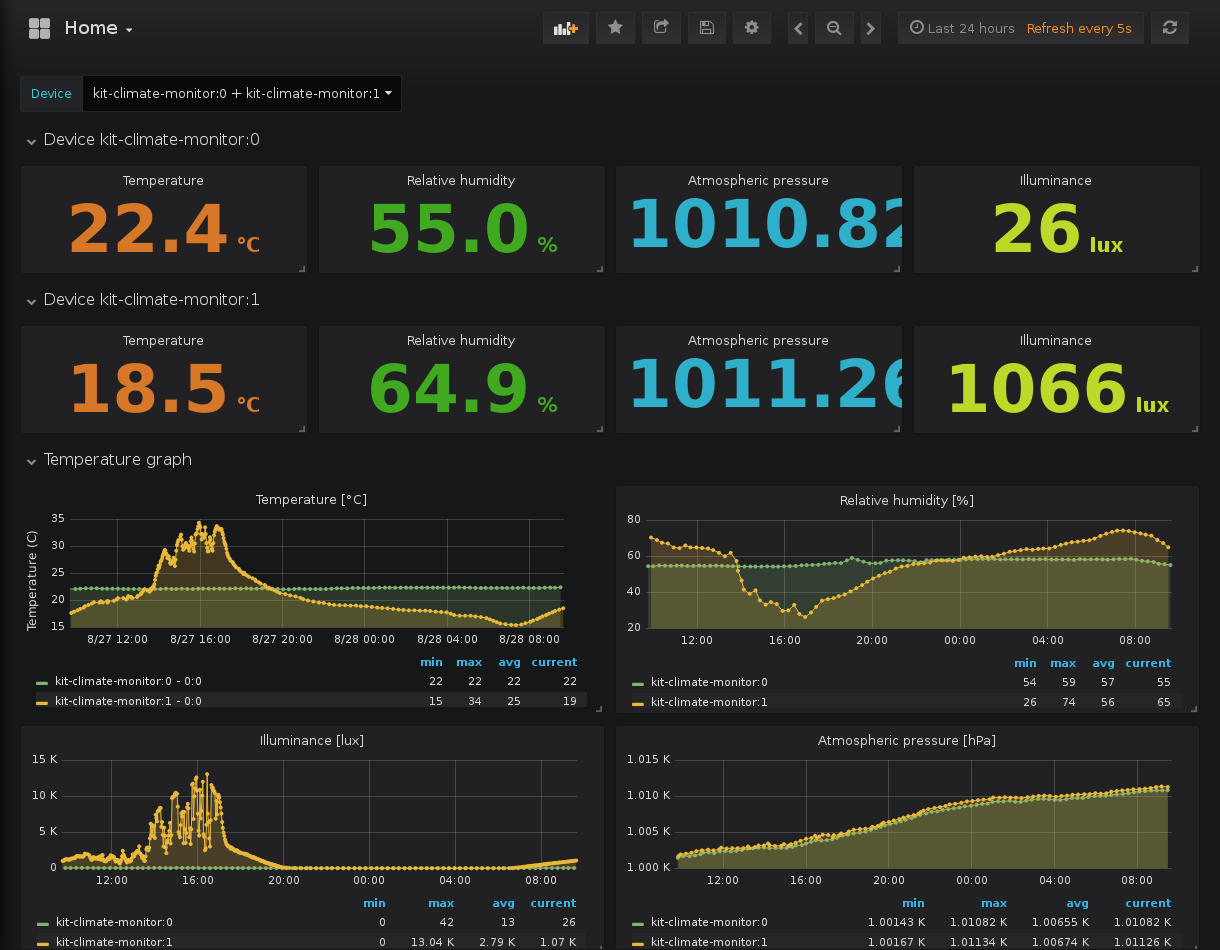 Home
Last 24 hours Refresh every 5s
Device kit-climate-monitor:0 + kit-climate-monitor:1
Device kit-climate-monitor:0
Temperature Relative humidity Atmospheric pressure Illuminance
22.4 °C 55.0 % 1010.82 26 lux
Device kit-climate-monitor:1
Temperature Relative humidity Atmospheric pressure Illuminance
18.5 °C 64.9 % 1011.26 1066 lux
Temperature graph
Temperature [°C]
Temperature (C)
35
30
25
20
15
8/27 12:00 8/27 16:00 8/27 20:00 8/28 00:00 8/28 04:00 8/28 08:00
min max avg current
kit-climate-monitor:0 - 0:0 22 22 22 22
kit-climate-monitor:1 - 0:0 15 34 25 19
Relative humidity [%]
80
60
40
20
12:00 16:00 20:00 00:00 04:00 08:00
min max avg current
kit-climate-monitor:0 54 59 57 55
kit-climate-monitor:1 26 74 56 65
Illuminance [lux]
15 K
10 K
5 K
0
12:00 16:00 20:00 00:00 04:00 08:00
min max avg current
kit-climate-monitor:0 0 42 13 26
kit-climate-monitor:1 0 13.04 K 2.79 K 1.07 K
Atmospheric pressure [hPa]
1.015 K
1.010 K
1.005 K
1.000 K
12:00 16:00 20:00 00:00 04:00 08:00
min max avg current
kit-climate-monitor:0 1.00143 K 1.01082 K 1.00655 K 1.01082 K
kit-climate-monitor:1 1.00167 K 1.01134 K 1.00674 K 1.01126 K